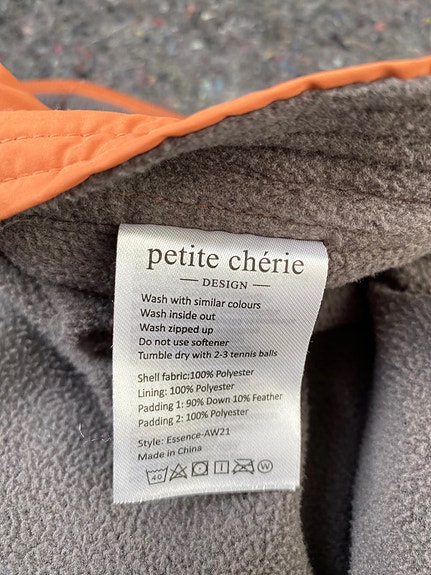 petite chérie
DESIGN
Wash with similar colours
Wash inside out
Wash zipped up
Do not use softener
Tumble dry with 2-3 tennis balls
Shell fabric:100% Polyester
Lining: 100% Polyester
Padding 1: 90% Down 10% Feather
Padding 2: 100% Polyester
Style: Essence-AW21
Made in China
40 W